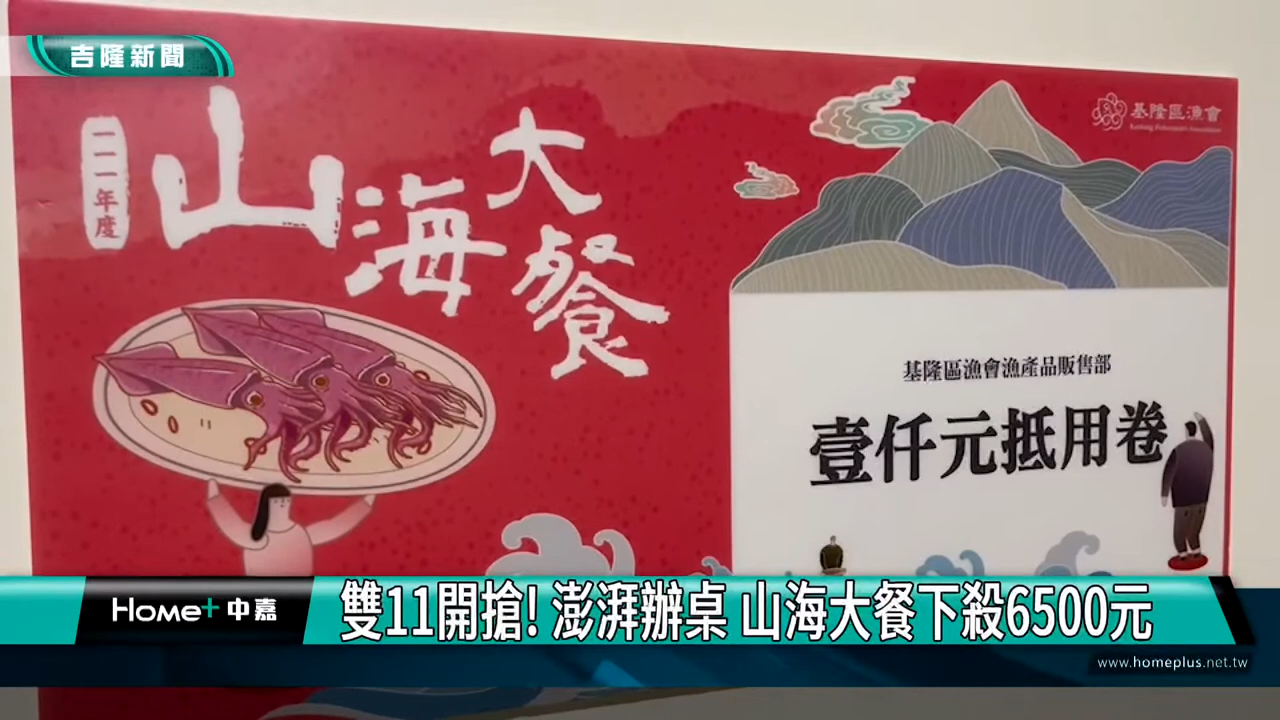 吉隆新聞
一一一年度
山海大餐
基隆區漁會
基隆區漁會漁產品販售部
壹仟元抵用卷
Home+中嘉
雙11開搶! 澎湃辦桌 山海大餐下殺6500元
www.homeplus.net.tw